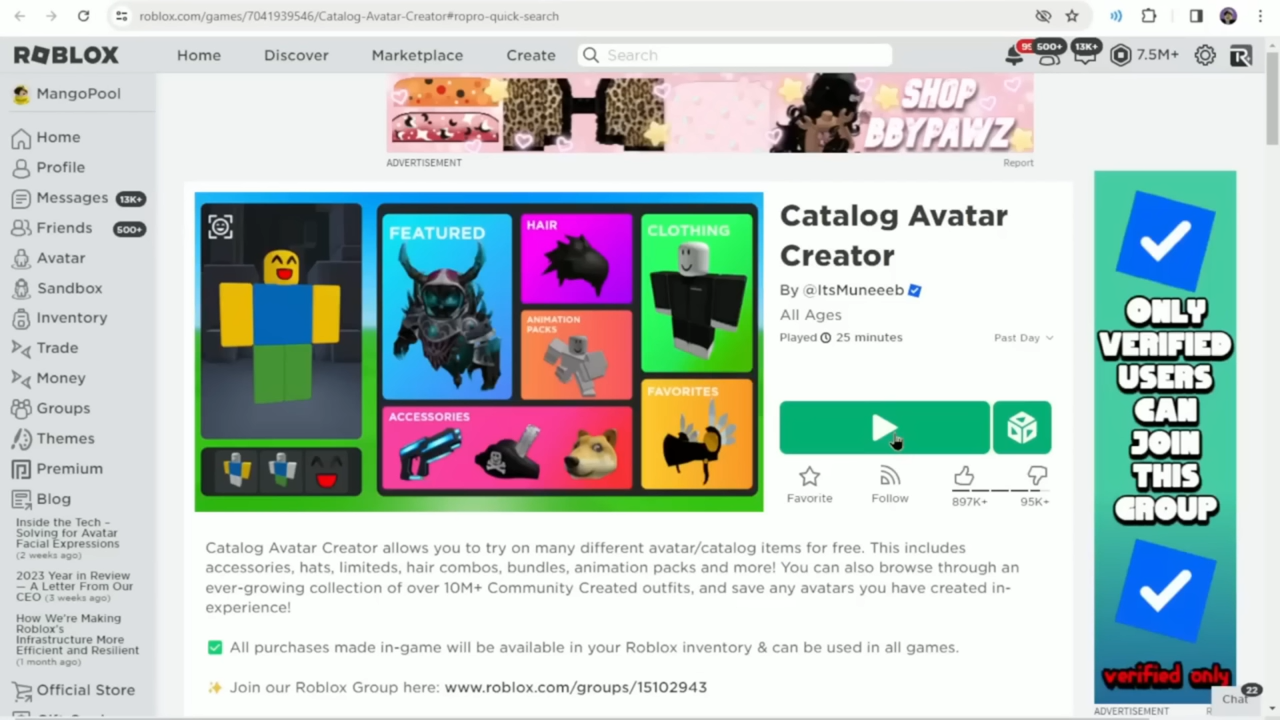 roblox.com/games/7041939546/Catalog-Avatar-Creator#ropro-quick-search
ROBLOX
Home
Discover
Marketplace
Create
Search
500+
13K+
7.5M+
MangoPool
Home
Profile
Messages 13K+
Friends 500+
Avatar
Sandbox
Inventory
Trade
Money
Groups
Themes
Premium
Blog
Inside the Tech –
Solving for Avatar
Facial Expressions
(2 weeks ago)
2023 Year in Review
— A Letter From Our
CEO (3 weeks ago)
How We're Making
Roblox's
Infrastructure More
Efficient and Resilient
(1 month ago)
Official Store
SHOP
BBYPAWZ
ADVERTISEMENT
Report
FEATURED
HAIR
CLOTHING
ANIMATION
PACKS
ACCESSORIES
FAVORITES
Catalog Avatar
Creator
By @ItsMuneeeb
All Ages
Played 25 minutes
Past Day
Favorite
Follow
897K+
95K+
Catalog Avatar Creator allows you to try on many different avatar/catalog items for free. This includes
accessories, hats, limiteds, hair combos, bundles, animation packs and more! You can also browse through an
ever-growing collection of over 10M+ Community Created outfits, and save any avatars you have created in-
experience!
✅ All purchases made in-game will be available in your Roblox inventory & can be used in all games.
✨ Join our Roblox Group here: www.roblox.com/groups/15102943
ONLY
VERIFIED
USERS
CAN
JOIN
THIS
GROUP
verified only
ADVERTISEMENT
Chat 22